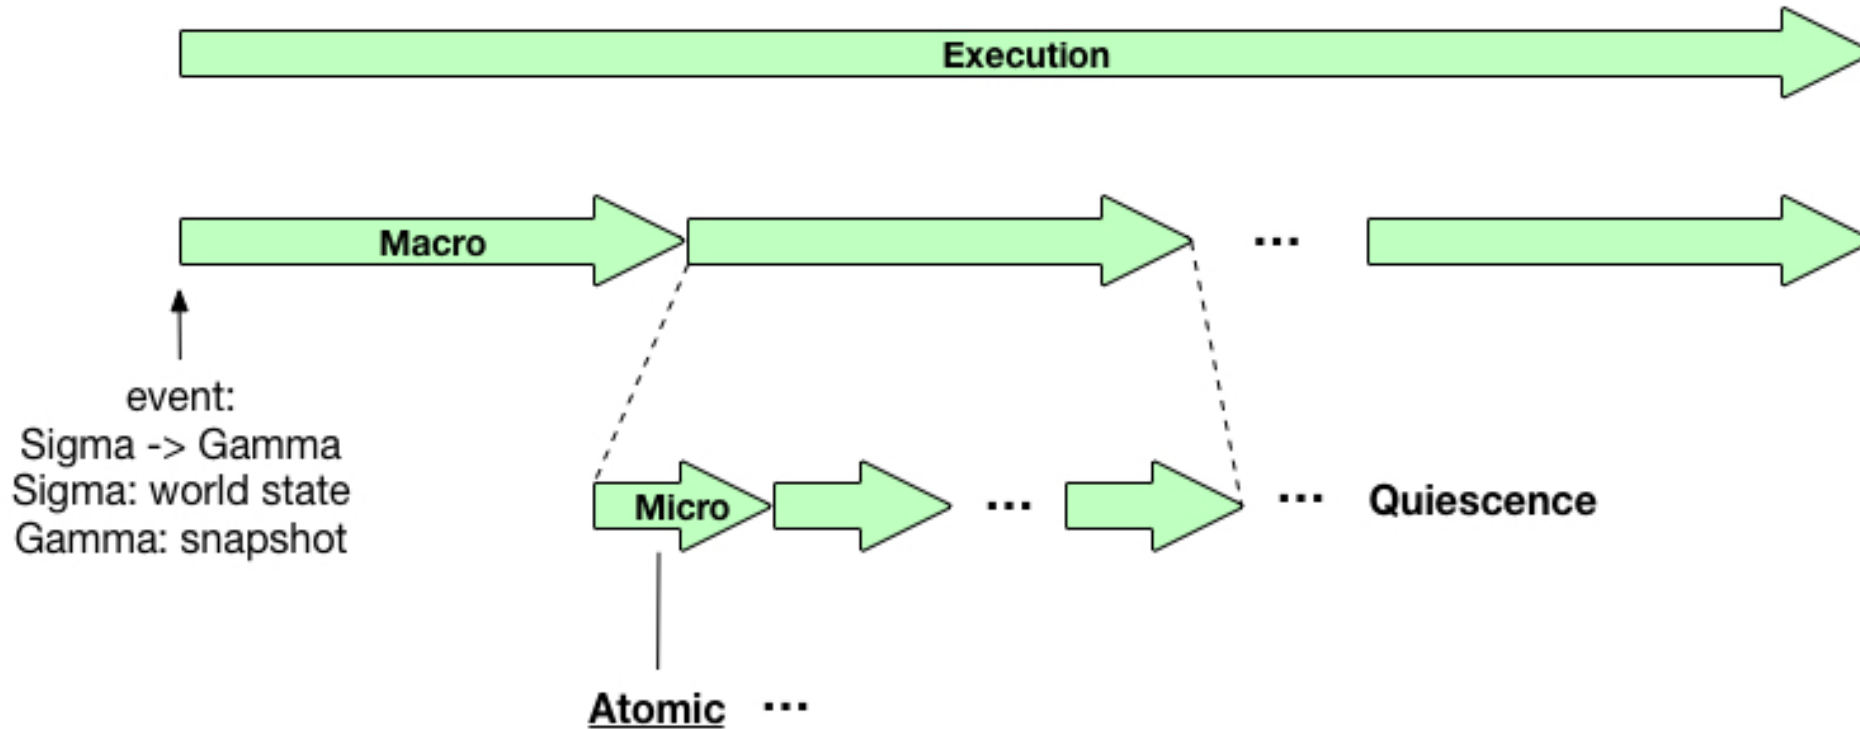 Execution
Macro
...
event:
Sigma -> Gamma
Sigma: world state
Gamma: snapshot
Micro
...
... Quiescence
Atomic ...